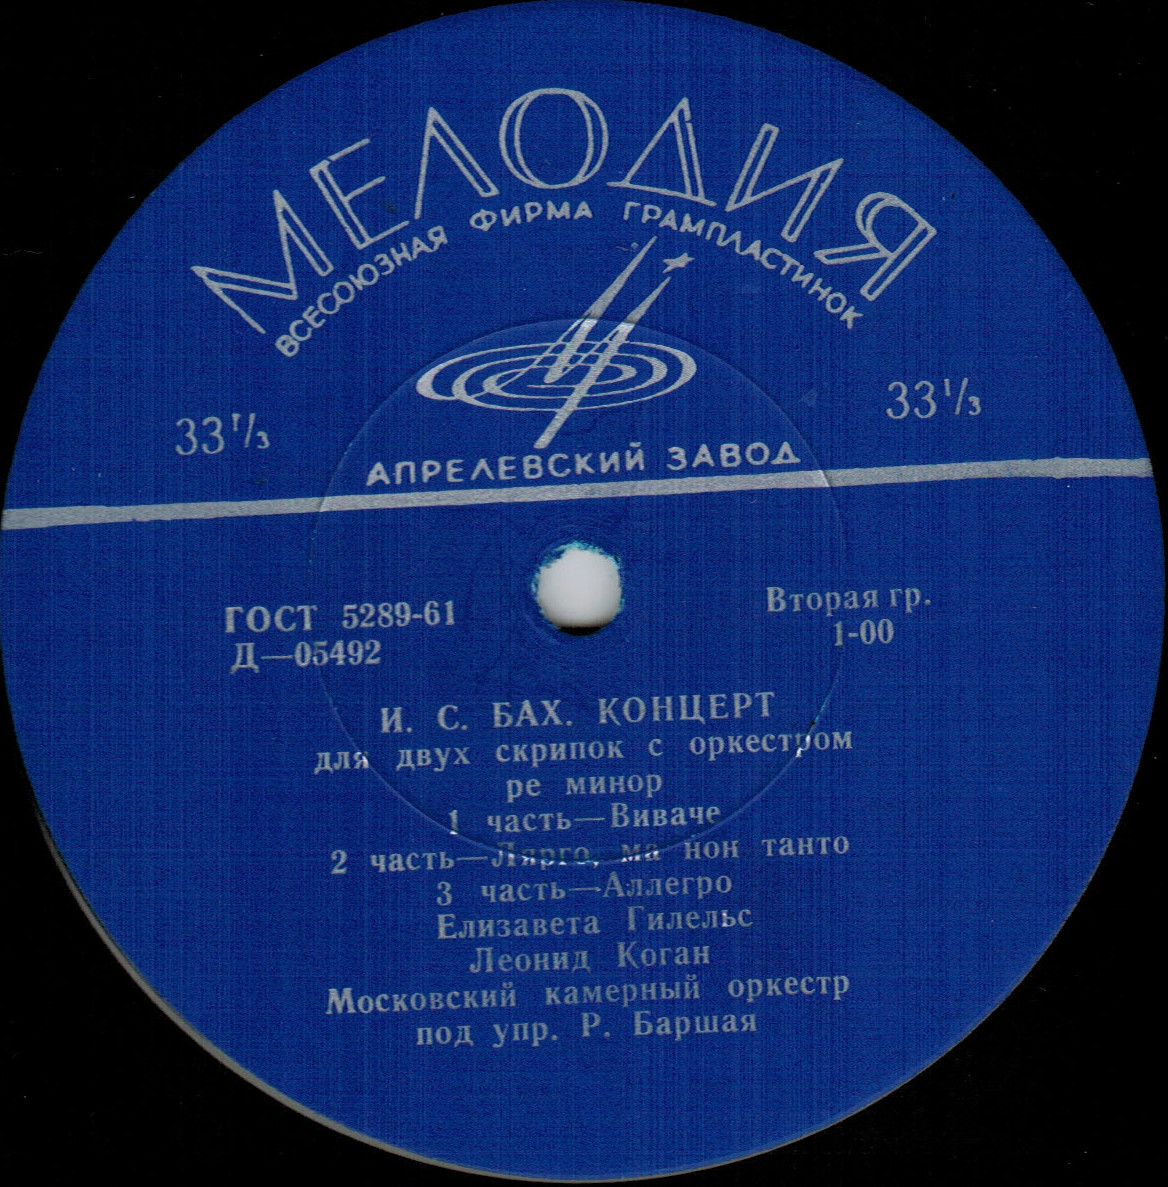 МЕЛОДИЯ
ВСЕСОЮЗНАЯ ФИРМА ГРАМПЛАСТИНОК
33⅓ 33⅓
АПРЕЛЕВСКИЙ ЗАВОД
ГОСТ 5289-61 Вторая гр.
Д—05492 1-00
И. С. БАХ. КОНЦЕРТ
для двух скрипок с оркестром
ре минор
1 часть—Виваче
2 часть—Лярго, ма нон танто
3 часть—Аллегро
Елизавета Гилельс
Леонид Коган
Московский камерный оркестр
под упр. Р. Баршая